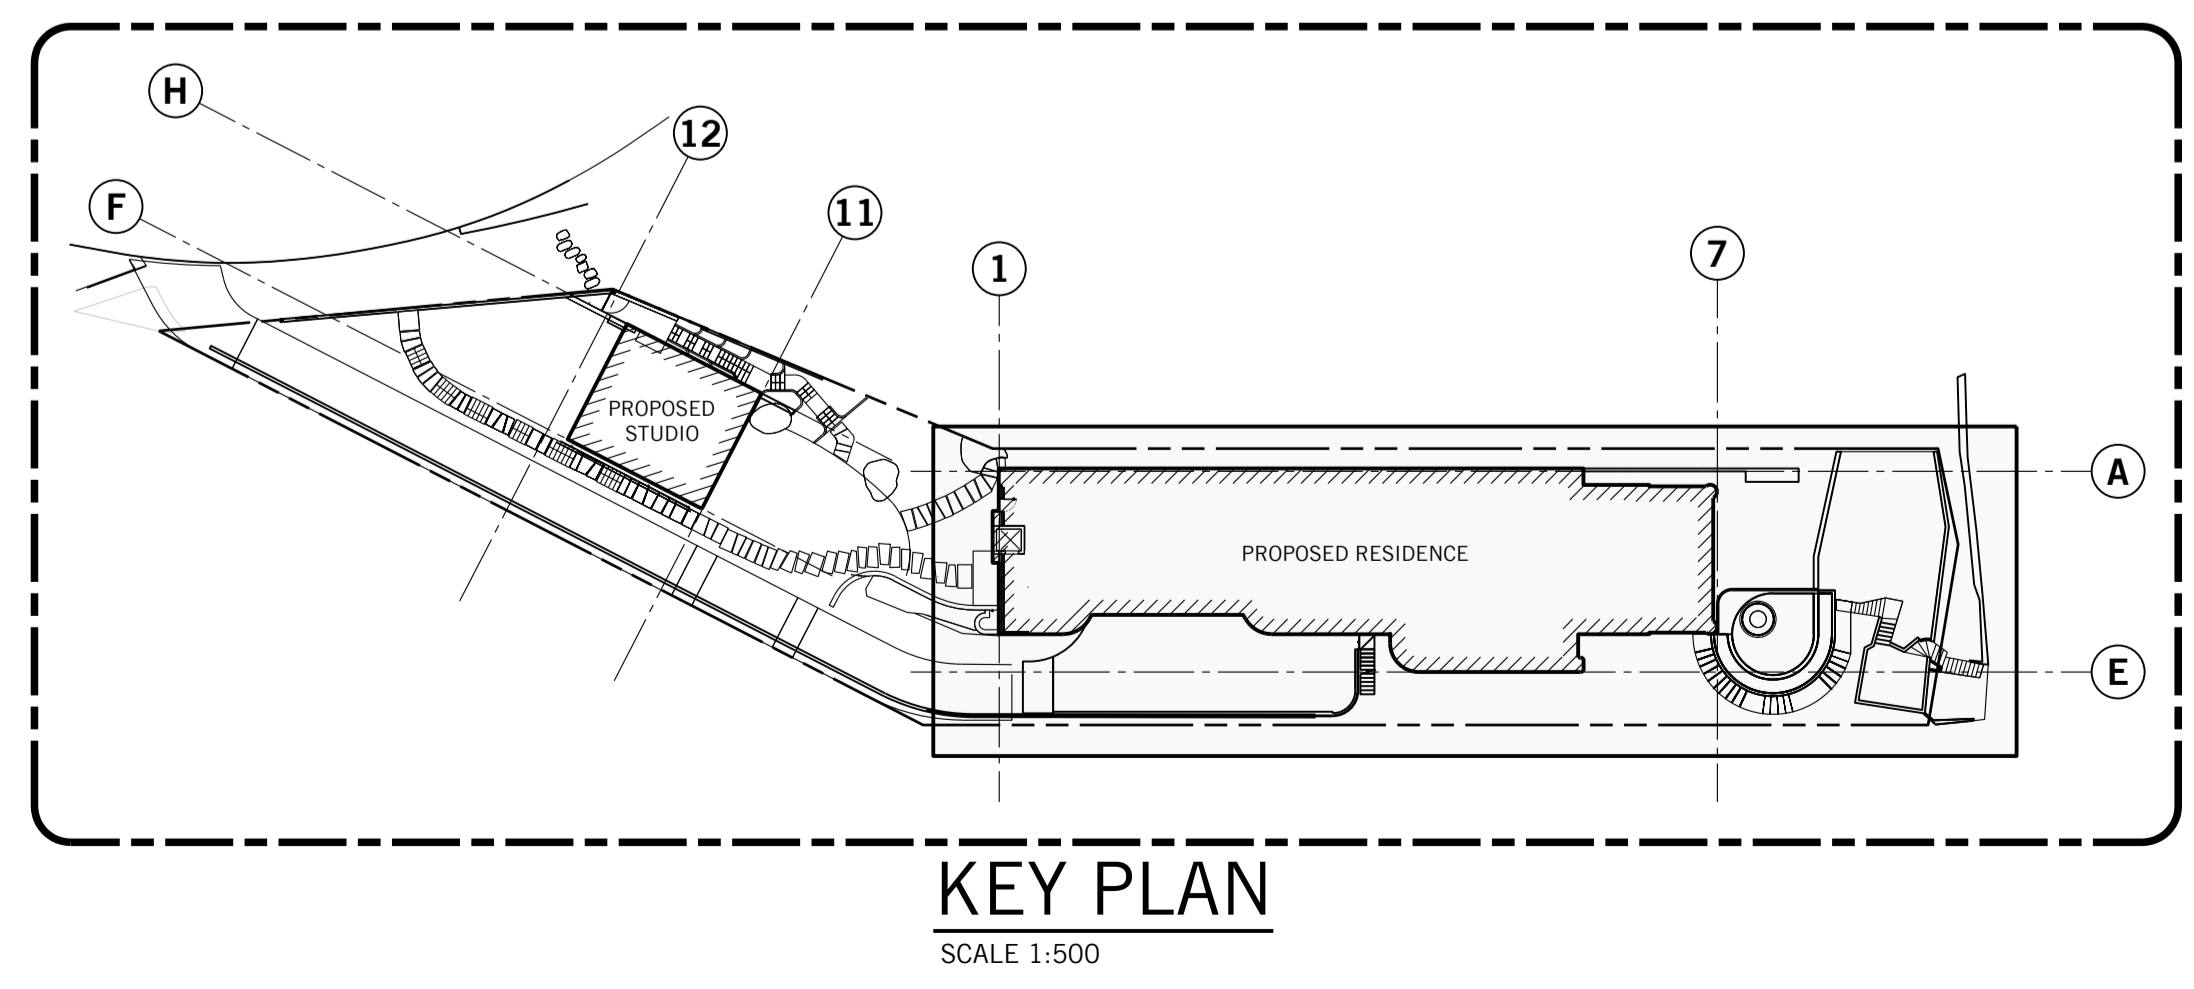 H
12
F
11
1
7
PROPOSED
STUDIO
A
PROPOSED RESIDENCE
E
KEY PLAN
SCALE 1:500